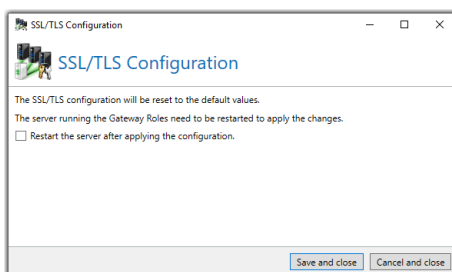 SSL/TLS Configuration
SSL/TLS Configuration
The SSL/TLS configuration will be reset to the default values.
The server running the Gateway Roles need to be restarted to apply the changes.
Restart the server after applying the configuration.
Save and close Cancel and close